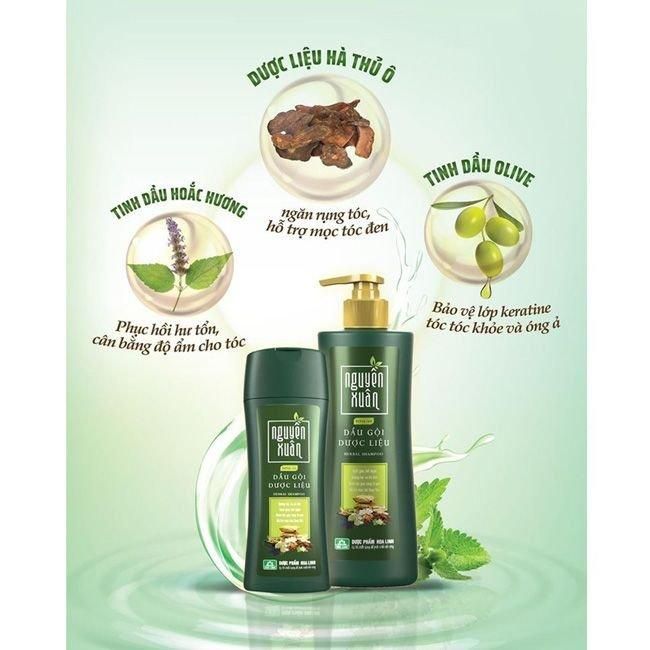 DƯỢC LIỆU HÀ THỦ Ô
ngăn rụng tóc,
hỗ trợ mọc tóc đen
TINH DẦU HOẮC HƯƠNG
Phục hồi hư tổn,
cân bằng độ ẩm cho tóc
TINH DẦU OLIVE
Bảo vệ lớp keratine
tóc tóc khỏe và óng ả
nguyên
xuân
DẦU GỘI
DƯỢC LIỆU
HERBAL SHAMPOO
DƯỢC PHẨM HOA LINH
nguyên
xuân
DẦU GỘI
DƯỢC LIỆU
HERBAL SHAMPOO
DƯỢC PHẨM HOA LINH